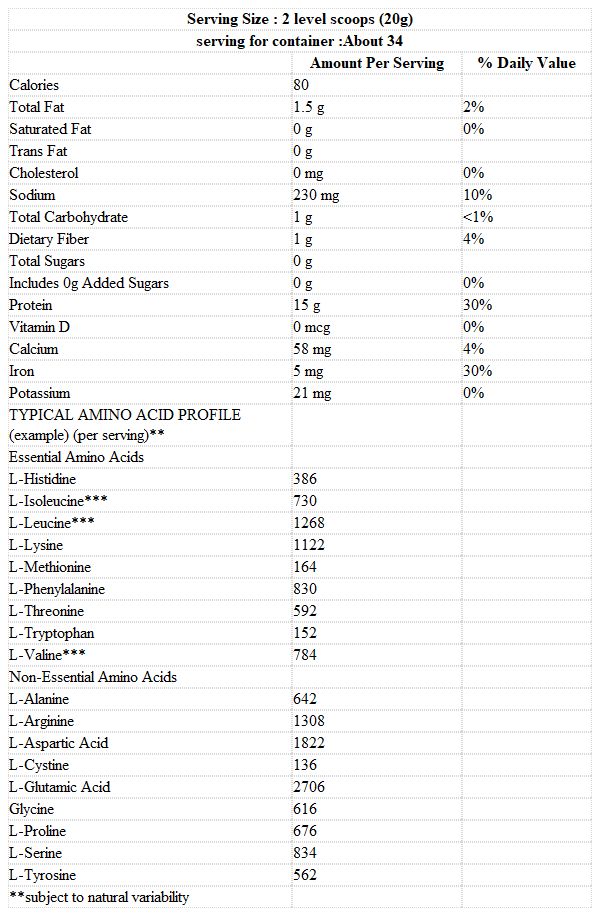 Serving Size : 2 level scoops (20g)
serving for container :About 34
Amount Per Serving % Daily Value
Calories 80
Total Fat 1.5 g 2%
Saturated Fat 0 g 0%
Trans Fat 0 g
Cholesterol 0 mg 0%
Sodium 230 mg 10%
Total Carbohydrate 1 g <1%
Dietary Fiber 1 g 4%
Total Sugars 0 g
Includes 0g Added Sugars 0 g 0%
Protein 15 g 30%
Vitamin D 0 mcg 0%
Calcium 58 mg 4%
Iron 5 mg 30%
Potassium 21 mg 0%
TYPICAL AMINO ACID PROFILE
(example) (per serving)**
Essential Amino Acids
L-Histidine 386
L-Isoleucine*** 730
L-Leucine*** 1268
L-Lysine 1122
L-Methionine 164
L-Phenylalanine 830
L-Threonine 592
L-Tryptophan 152
L-Valine*** 784
Non-Essential Amino Acids
L-Alanine 642
L-Arginine 1308
L-Aspartic Acid 1822
L-Cystine 136
L-Glutamic Acid 2706
Glycine 616
L-Proline 676
L-Serine 834
L-Tyrosine 562
**subject to natural variability